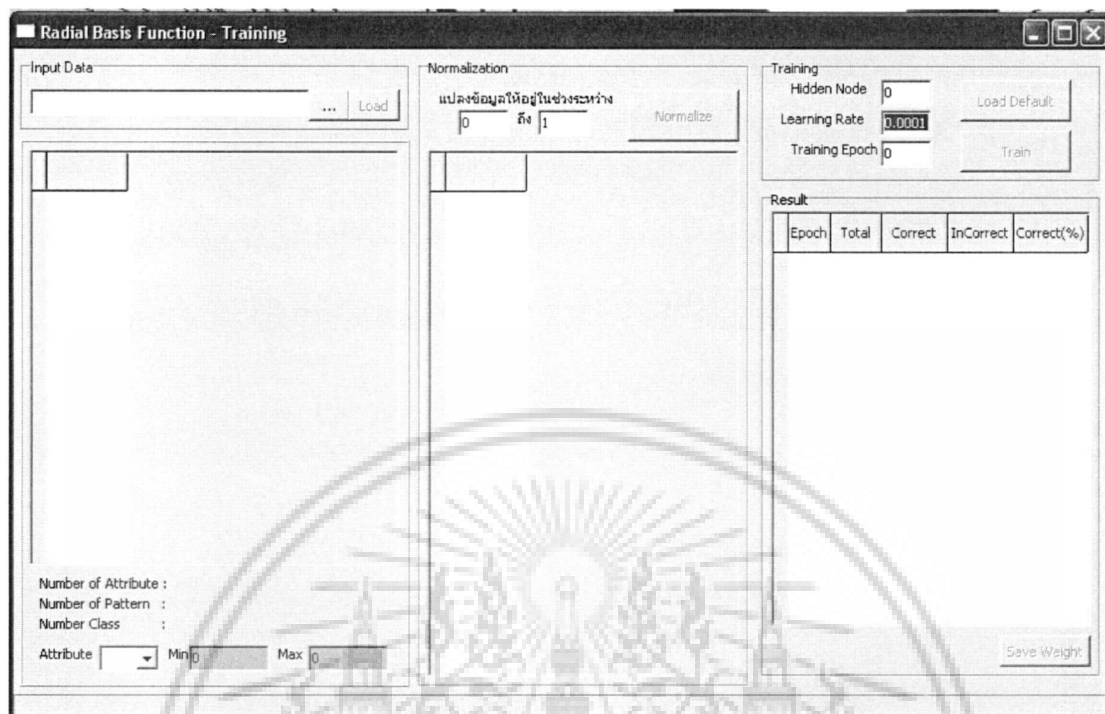 Radial Basis Function - Training
Input Data
... Load
Number of Attribute :
Number of Pattern :
Number Class :
Attribute Min 0 Max 0
Normalization
แปลงข้อมูลให้อยู่ในช่วงระหว่าง
0 ถึง 1
Normalize
Training
Hidden Node 0
Learning Rate 0.0001
Training Epoch 0
Load Default
Train
Result
Epoch Total Correct InCorrect Correct(%)
Save Weight